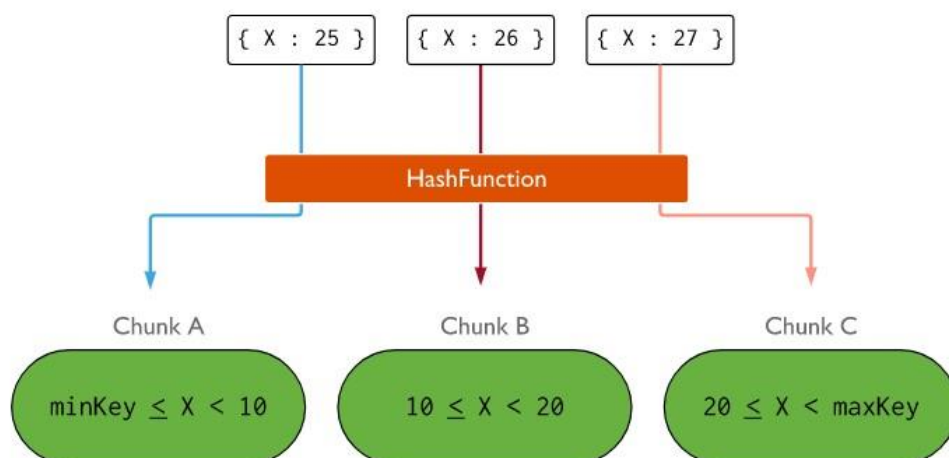 { X : 25 } { X : 26 } { X : 27 }
HashFunction
Chunk A Chunk B Chunk C
minKey ≤ X < 10 10 ≤ X < 20 20 ≤ X < maxKey